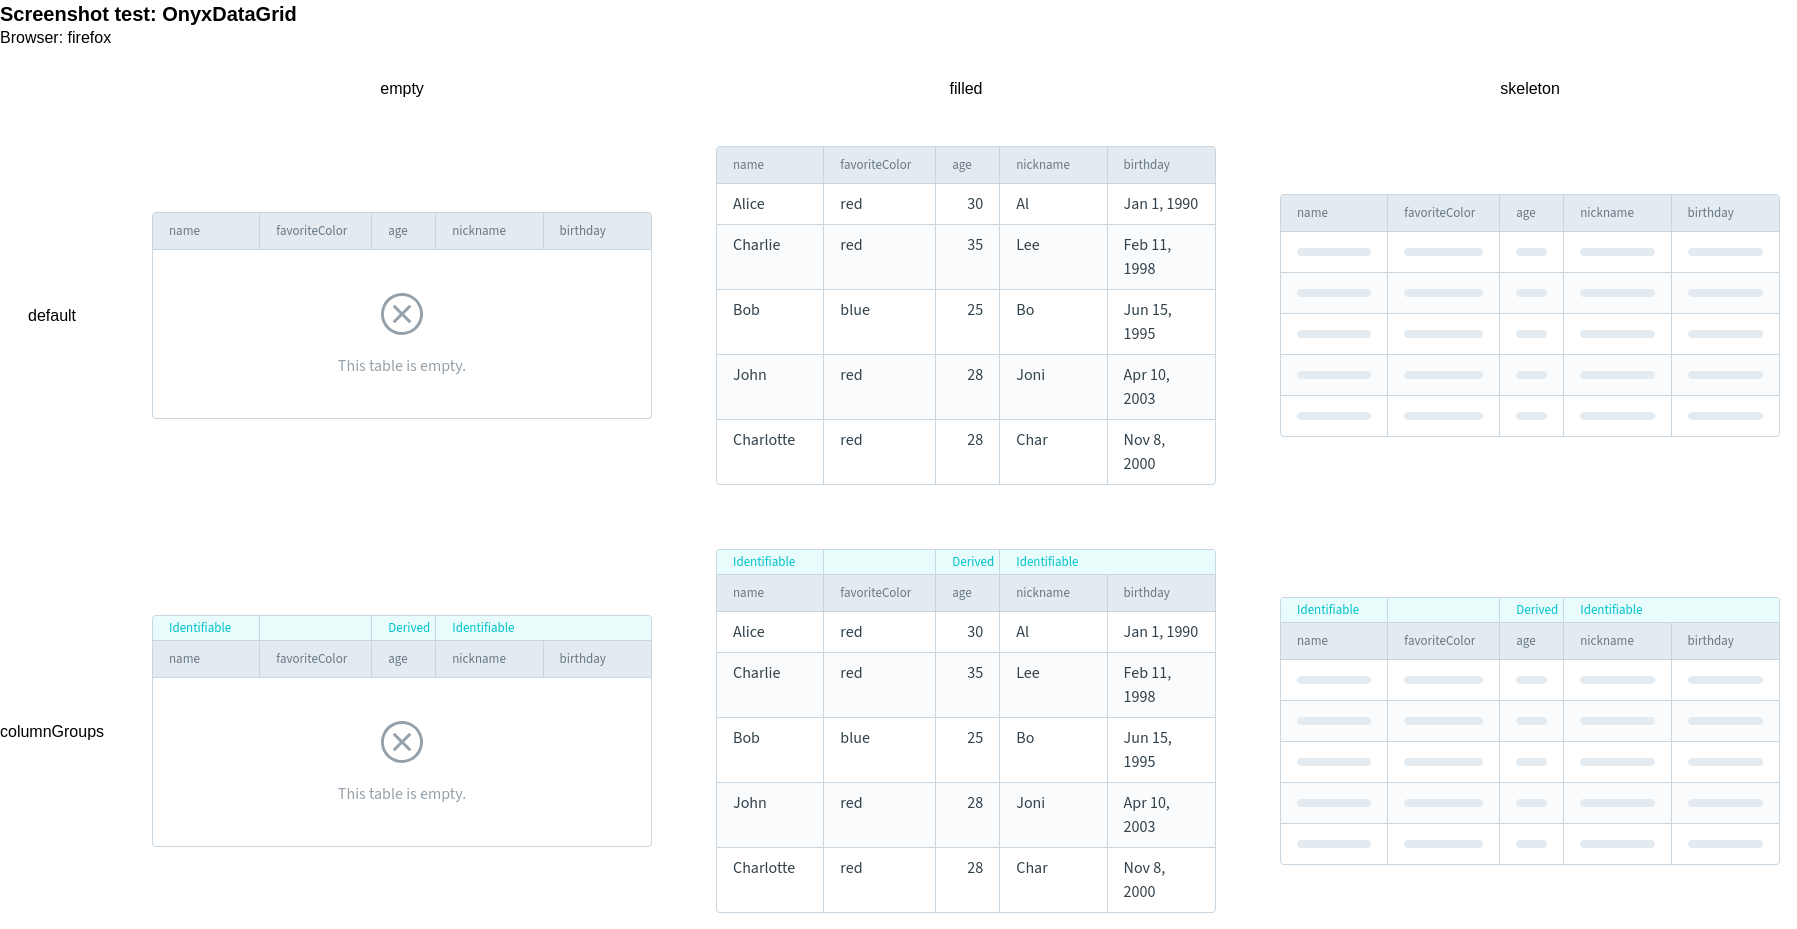 Screenshot test: OnyxDataGrid
Browser: firefox
empty filled skeleton
default
name favoriteColor age nickname birthday
This table is empty.
name favoriteColor age nickname birthday
Alice red 30 Al Jan 1, 1990
Charlie red 35 Lee Feb 11,
1998
Bob blue 25 Bo Jun 15,
1995
John red 28 Joni Apr 10,
2003
Charlotte red 28 Char Nov 8,
2000
name favoriteColor age nickname birthday
columnGroups
Identifiable Derived Identifiable
name favoriteColor age nickname birthday
This table is empty.
Identifiable Derived Identifiable
name favoriteColor age nickname birthday
Alice red 30 Al Jan 1, 1990
Charlie red 35 Lee Feb 11,
1998
Bob blue 25 Bo Jun 15,
1995
John red 28 Joni Apr 10,
2003
Charlotte red 28 Char Nov 8,
2000
Identifiable Derived Identifiable
name favoriteColor age nickname birthday